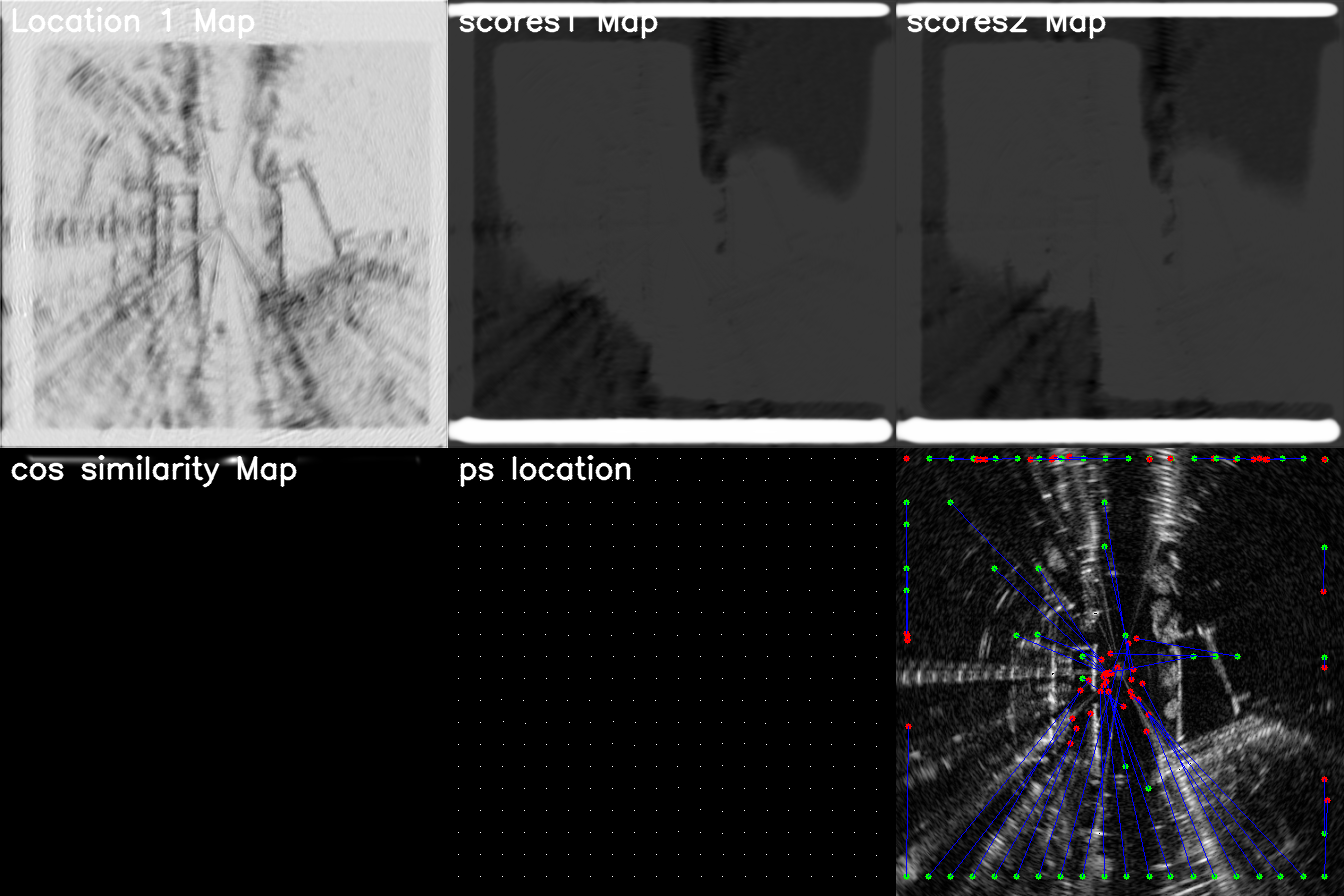 Location 1 Map
scores1 Map
scores2 Map
cos similarity Map
ps location